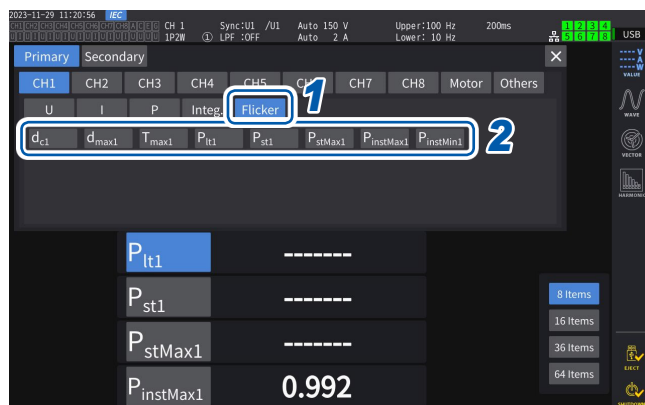 2023-11-29 11:20:56 IEC
CH 1 Sync:U1 /U1 Auto 150 V Upper:100 Hz 200ms 1 2 3 4
1P2W ① LPF :OFF Auto 2 A Lower: 10 Hz 5 6 7 8 USB
Primary Secondary ×
CH1 CH2 CH3 CH4 CH5 CH7 CH8 Motor Others
U I P Integ. Flicker 1
dc1 dmax1 Tmax1 Plt1 Pst1 PstMax1 PinstMax1 PinstMin1 2
V
A
W
VALUE
WAVE
VECTOR
HARMONIC
Plt1 -------
Pst1 -------
PstMax1 -------
PinstMax1 0.992
8 Items
16 Items
36 Items
64 Items
EJECT
SHUTDOWN